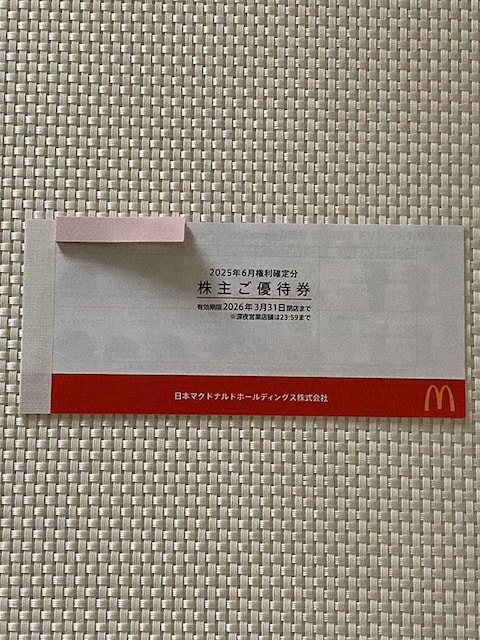 2025年6月権利確定分
株主ご優待券
有効期限2026年3月31日閉店まで
※深夜営業店舗は23:59まで
日本マクドナルドホールディングス株式会社